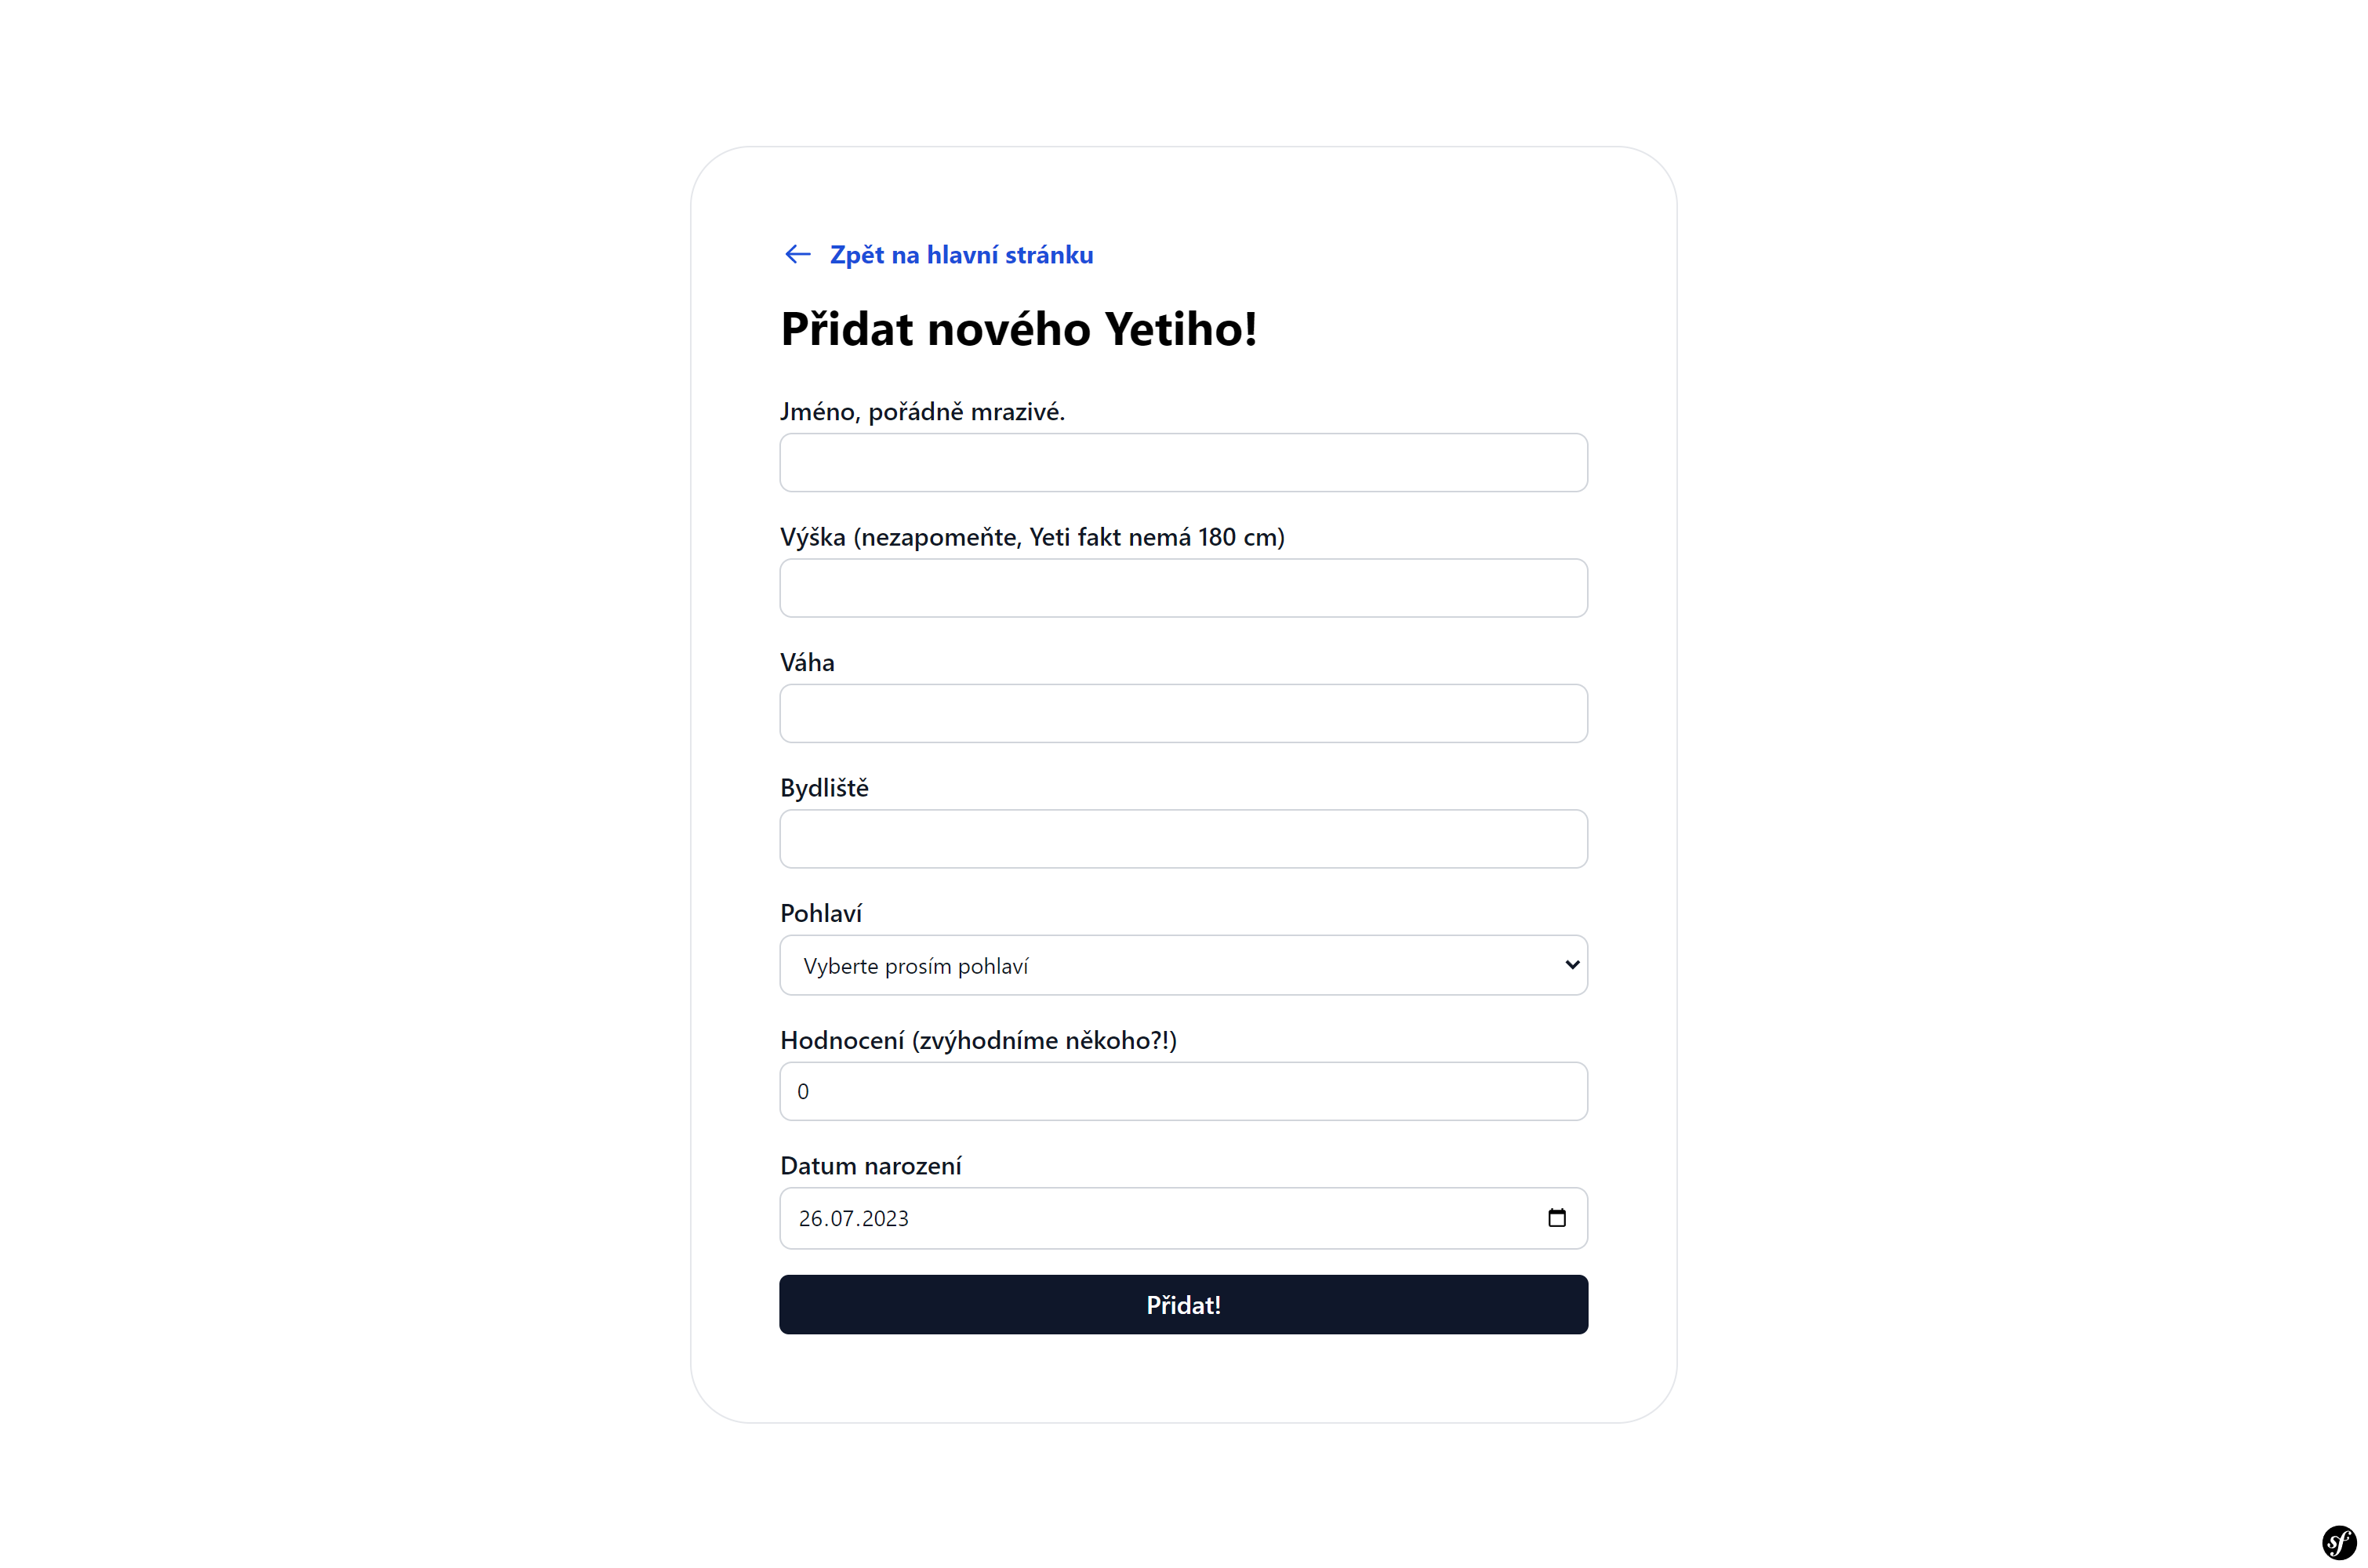 Zpět na hlavní stránku
Přidat nového Yetiho!
Jméno, pořádně mrazivé.
Výška (nezapomeňte, Yeti fakt nemá 180 cm)
Váha
Bydliště
Pohlaví
Vyberte prosím pohlaví
Hodnocení (zvýhodníme někoho?!)
0
Datum narození
26.07.2023
Přidat!
sf